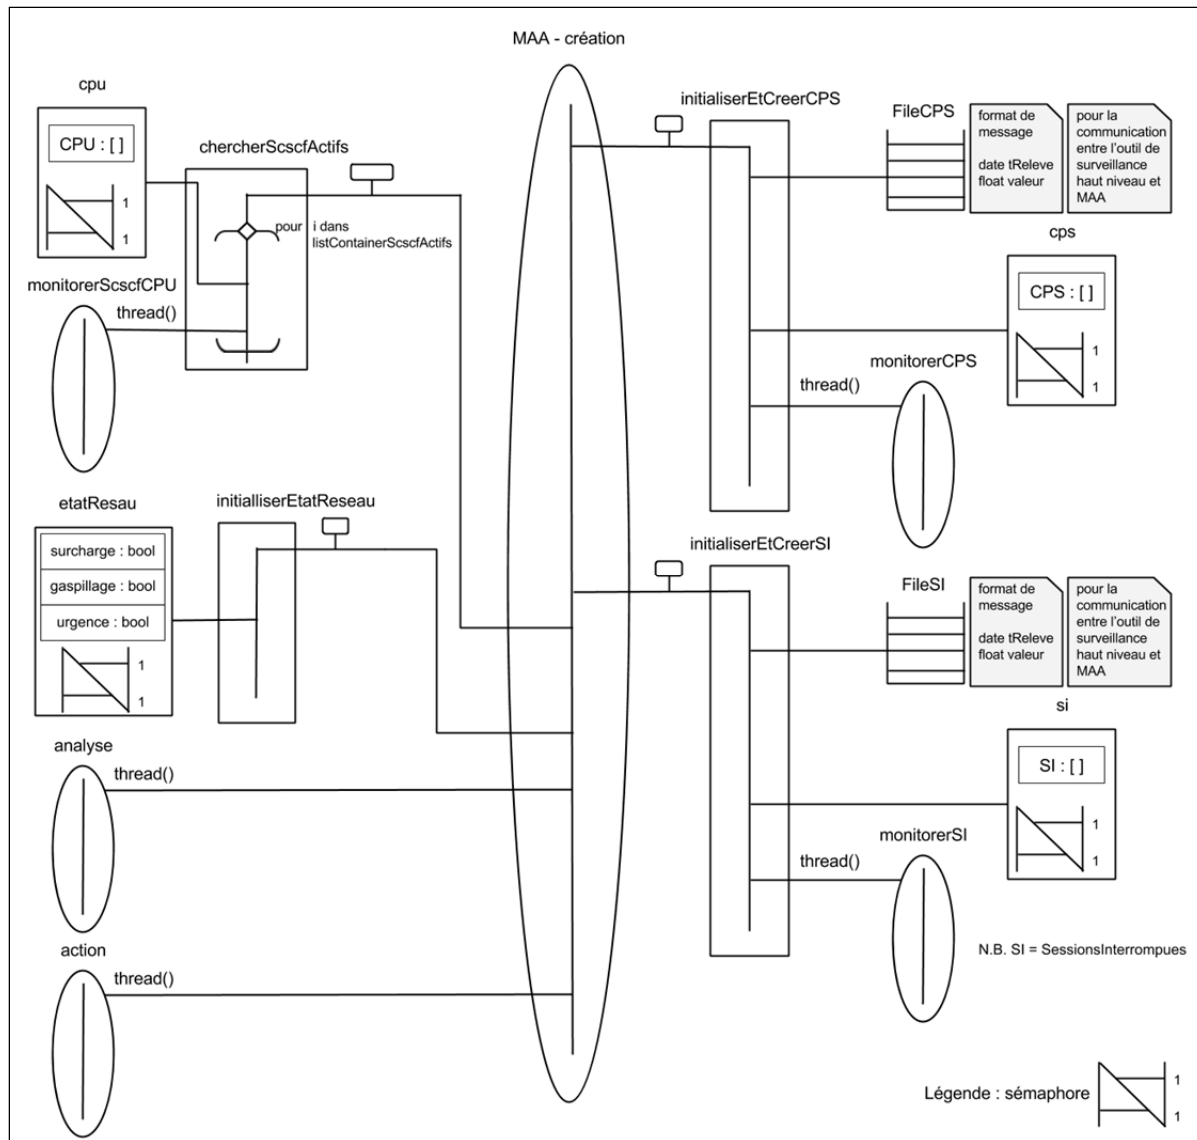 MAA - création
cpu
CPU : [ ]
1
1
chercherScscfActifs
pour i dans
listContainerScscfActifs
monitorerScscfCPU
thread()
etatResau
surcharge : bool
gaspillage : bool
urgence : bool
1
1
initialliserEtatReseau
analyse
thread()
action
thread()
initialiserEtCreerCPS
FileCPS
format de
message
date tReleve
float valeur
pour la
communication
entre l'outil de
surveillance
haut niveau et
MAA
cps
CPS : [ ]
1
1
monitorerCPS
thread()
initialiserEtCreerSI
FileSI
format de
message
date tReleve
float valeur
pour la
communication
entre l'outil de
surveillance
haut niveau et
MAA
si
SI : [ ]
1
1
monitorerSI
thread()
N.B. SI = SessionsInterrompues
Légende : sémaphore
1
1